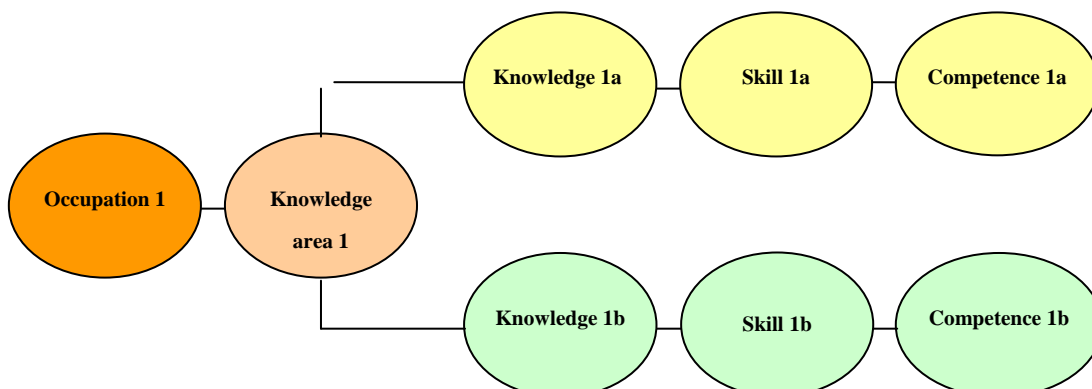 Knowledge 1a
Skill 1a
Competence 1a
Occupation 1
Knowledge
area 1
Knowledge 1b
Skill 1b
Competence 1b